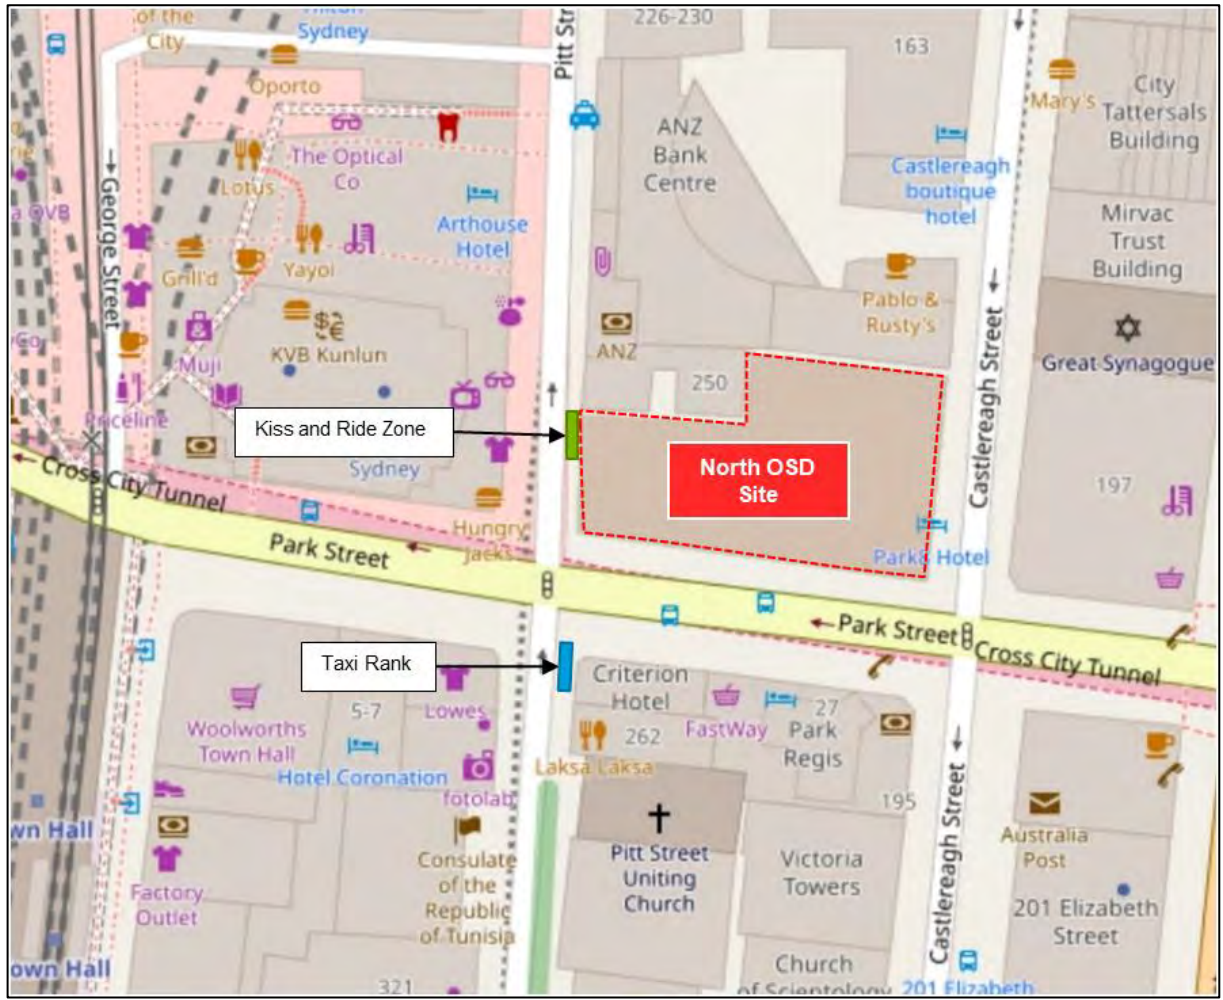 of the
City
Hilton
Sydney
Pitt Str
226-230
163
Oporto
Mary's
City
Tattersals
Building
The Optical
Co
ANZ
Bank
Centre
Castlereagh
boutique
hotel
Lotus
George Street
a QVB
Arthouse
Hotel
Mirvac
Trust
Building
Grill'd
Yayoi
Pablo &
Rusty's
KVB Kunlun
ANZ
Great Synagogue
Muji
250
Castlereagh Street
Priceline
Kiss and Ride Zone
Sydney
North OSD
Site
197
Cross City Tunnel
Hungry
Jacks
Park Street
Park8 Hotel
Park Street
Cross City Tunnel
Taxi Rank
Criterion
Hotel
Woolworths
Town Hall
5-7
Lowes
FastWay
27
Park
Regis
262
Hotel Coronation
Laksa Laksa
fotolab
195
Castlereagh Street
wn Hall
Australia
Post
Consulate
of the
Republic
of Tunisia
Pitt Street
Uniting
Church
Victoria
Towers
Factory
Outlet
201 Elizabeth
Street
own Hall
321
Church
of Scientology
201 Elizabeth